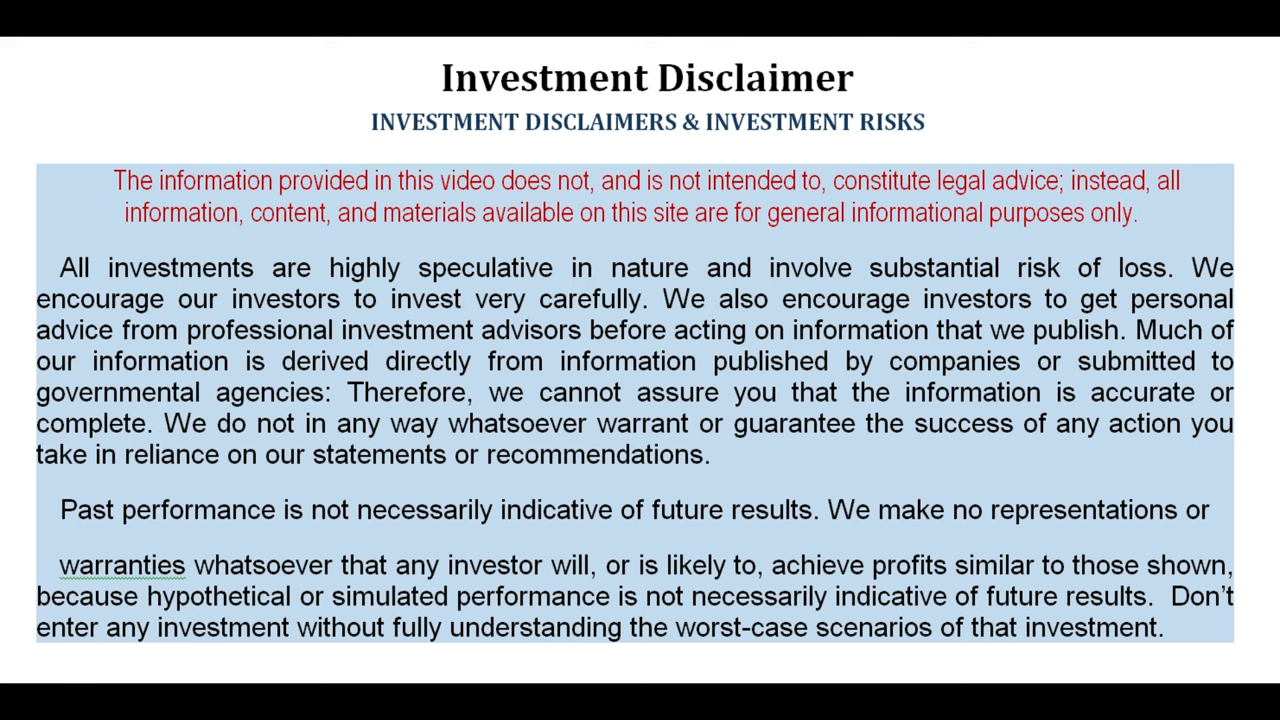 Investment Disclaimer
INVESTMENT DISCLAIMERS & INVESTMENT RISKS
The information provided in this video does not, and is not intended to, constitute legal advice; instead, all
information, content, and materials available on this site are for general informational purposes only.
All investments are highly speculative in nature and involve substantial risk of loss. We
encourage our investors to invest very carefully. We also encourage investors to get personal
advice from professional investment advisors before acting on information that we publish. Much of
our information is derived directly from information published by companies or submitted to
governmental agencies: Therefore, we cannot assure you that the information is accurate or
complete. We do not in any way whatsoever warrant or guarantee the success of any action you
take in reliance on our statements or recommendations.
Past performance is not necessarily indicative of future results. We make no representations or
warranties whatsoever that any investor will, or is likely to, achieve profits similar to those shown,
because hypothetical or simulated performance is not necessarily indicative of future results.  Don’t
enter any investment without fully understanding the worst-case scenarios of that investment.